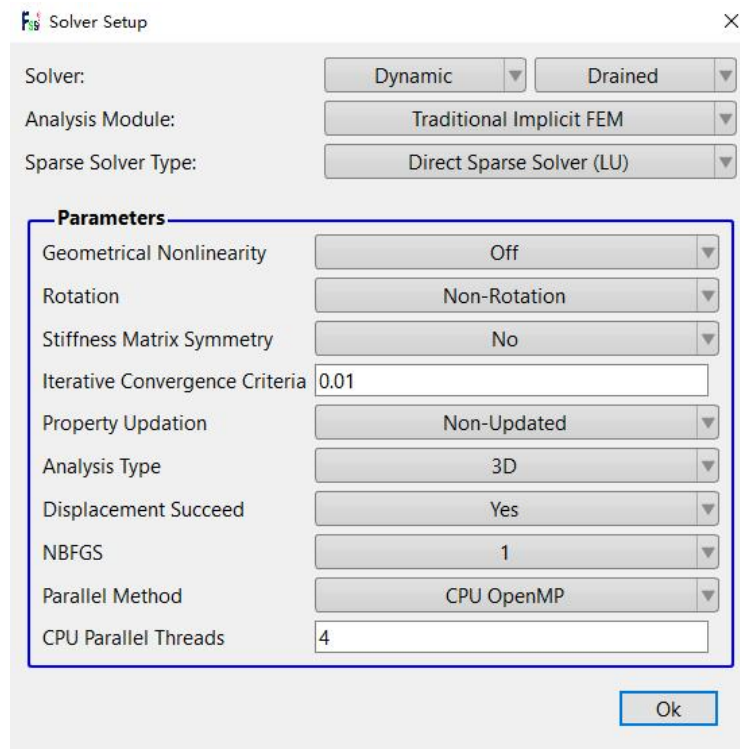 Solver Setup
Solver: Dynamic Drained
Analysis Module: Traditional Implicit FEM
Sparse Solver Type: Direct Sparse Solver (LU)
Parameters
Geometrical Nonlinearity Off
Rotation Non-Rotation
Stiffness Matrix Symmetry No
Iterative Convergence Criteria 0.01
Property Updation Non-Updated
Analysis Type 3D
Displacement Succeed Yes
NBFGS 1
Parallel Method CPU OpenMP
CPU Parallel Threads 4
Ok